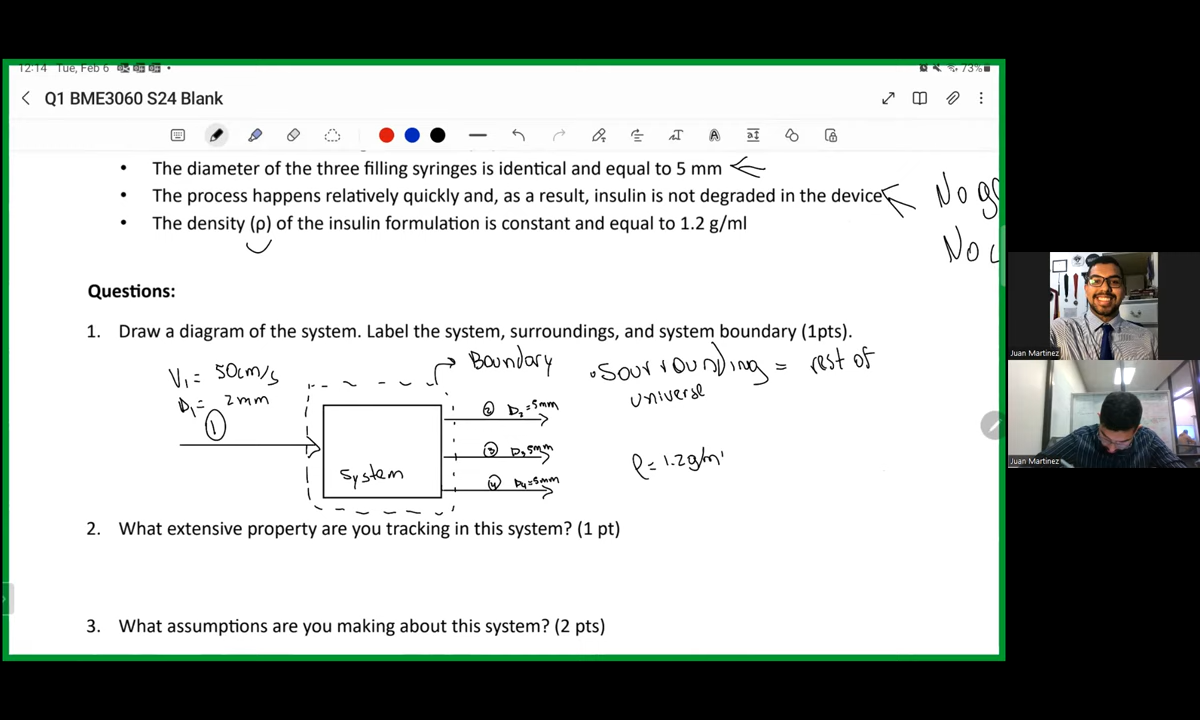 12:14 Tue, Feb 6
73%
Q1 BME3060 S24 Blank
• The diameter of the three filling syringes is identical and equal to 5 mm
• The process happens relatively quickly and, as a result, insulin is not degraded in the device
No
• The density (ρ) of the insulin formulation is constant and equal to 1.2 g/ml
No
Questions:
1. Draw a diagram of the system. Label the system, surroundings, and system boundary (1pts).
V₁ = 50cm/s
D₁ = 2mm
①
Boundary
Sourrounding = rest of
universe
② D₂=5mm
③ D₃ 5mm
④ D₄=5mm
System
ρ = 1.2g/m
2. What extensive property are you tracking in this system? (1 pt)
3. What assumptions are you making about this system? (2 pts)
Juan Martinez
Juan Martinez